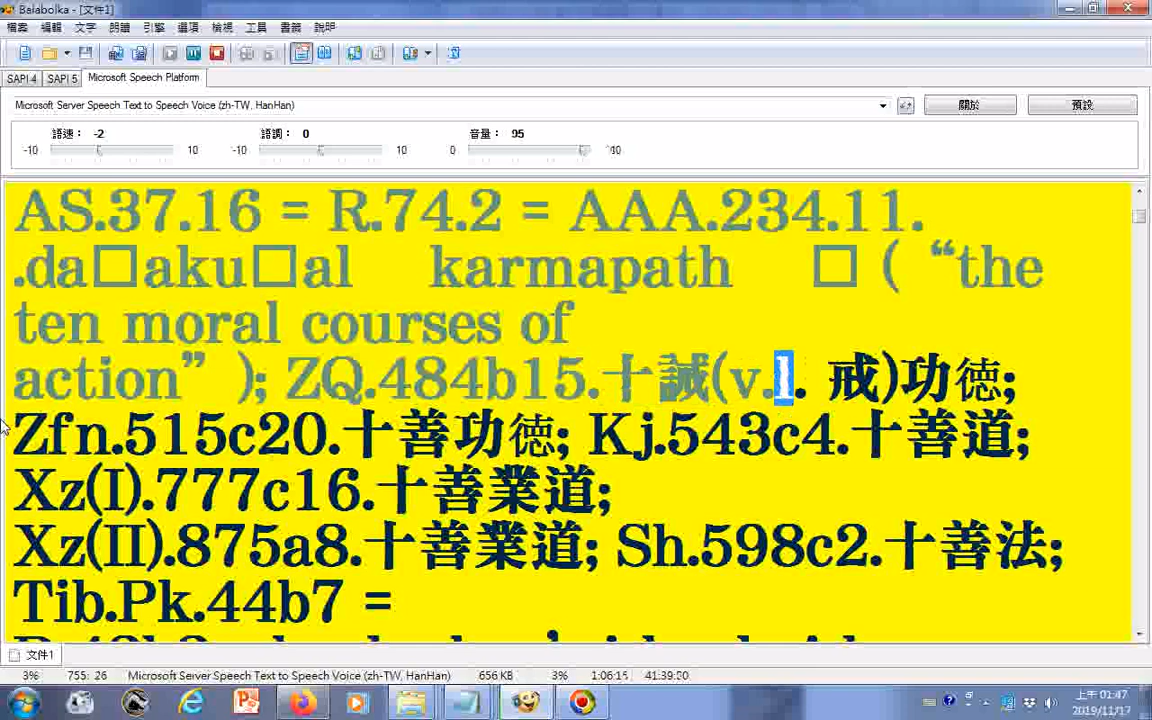 Balabolka - [文件1]
檔案 編輯 文字 朗讀 引擎 選項 檢視 工具 書籤 說明
SAPI 4 SAPI 5 Microsoft Speech Platform
Microsoft Server Speech Text to Speech Voice (zh-TW, HanHan) 關於 預設
語速： -2 語調： 0 音量： 95
-10 10 -10 10 0
AS.37.16 = R.74.2 = AAA.234.11.
.da□aku□al karmapath □ ( “the
ten moral courses of
action” ); ZQ.484b15.十誡(v.l. 戒)功徳;
Zfn.515c20.十善功徳; Kj.543c4.十善道;
Xz(I).777c16.十善業道;
Xz(II).875a8.十善業道; Sh.598c2.十善法;
Tib.Pk.44b7 =
文件1
3% 755: 26 Microsoft Server Speech Text to Speech Voice (zh-TW, HanHan) 656 KB 3% 1:06:15 41:39:50
上午 01:47
2019/11/17